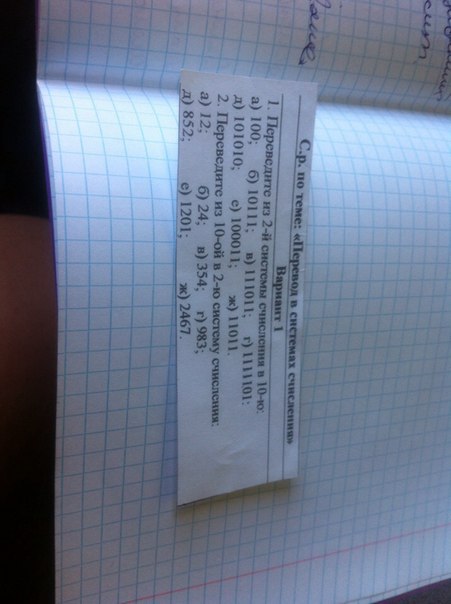 С.р. по теме: «Перевод в системах счисления»
Вариант 1
1. Переведите из 2-й системы счисления в 10-ю:
а) 100; б) 10111; в) 111011; г) 1111101;
д) 101010; е) 100011; ж) 11011.
2. Переведите из 10-ой в 2-ю систему счисления:
а) 12; б) 24; в) 354; г) 983;
д) 852; е) 1201; ж) 2467.